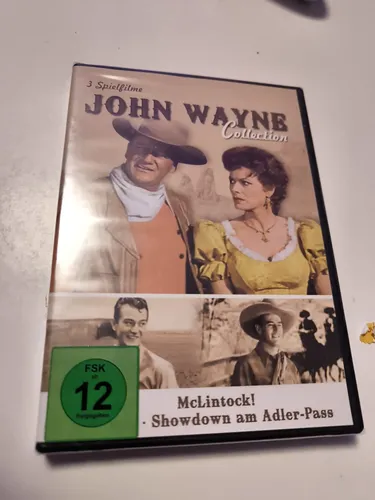 3 Spielfilme
JOHN WAYNE
Collection
FSK
ab
12
freigegeben
McLintock!
· Showdown am Adler-Pass